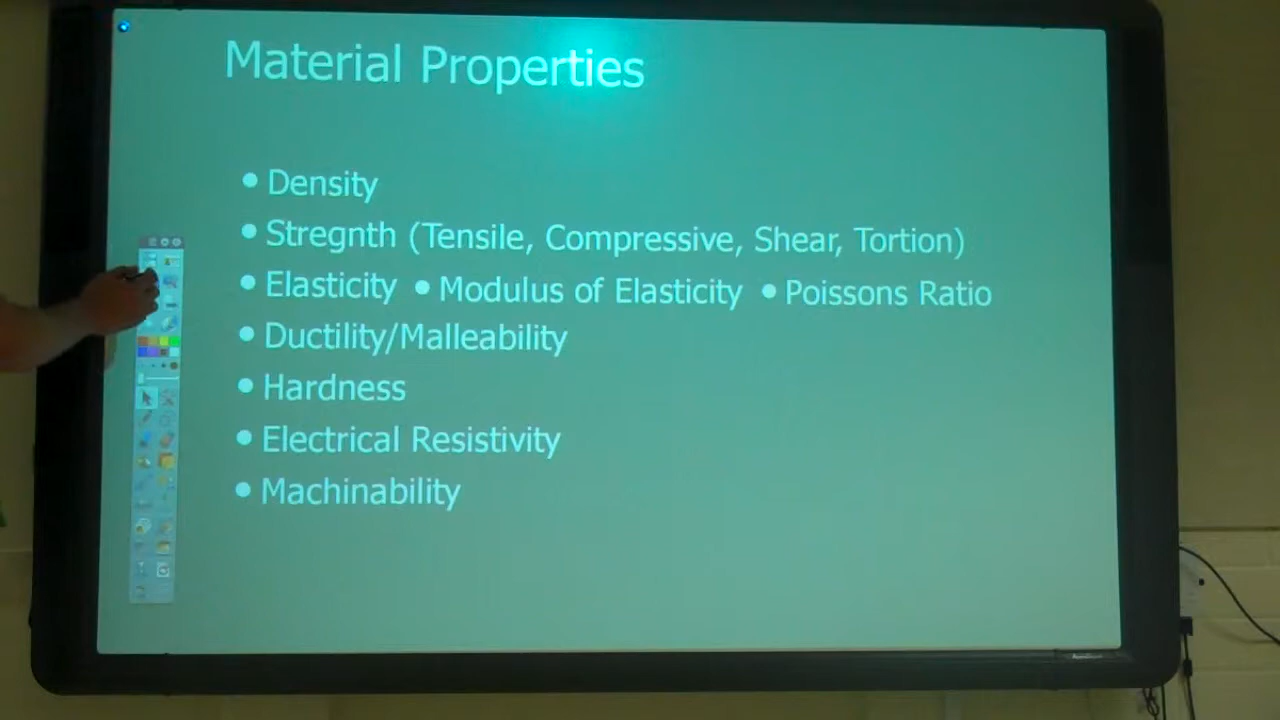 Material Properties
• Density
• Stregnth (Tensile, Compressive, Shear, Tortion)
• Elasticity • Modulus of Elasticity • Poissons Ratio
• Ductility/Malleability
• Hardness
• Electrical Resistivity
• Machinability